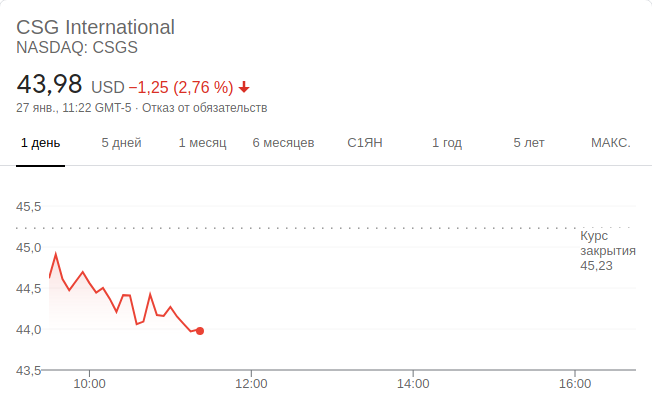 CSG International
NASDAQ: CSGS
43,98 USD −1,25 (2,76 %)
27 янв., 11:22 GMT-5 · Отказ от обязательств
1 день 5 дней 1 месяц 6 месяцев С1ЯН 1 год 5 лет МАКС.
45,5
Курс
закрытия
45,23
45,0
44,5
44,0
43,5
10:00 12:00 14:00 16:00